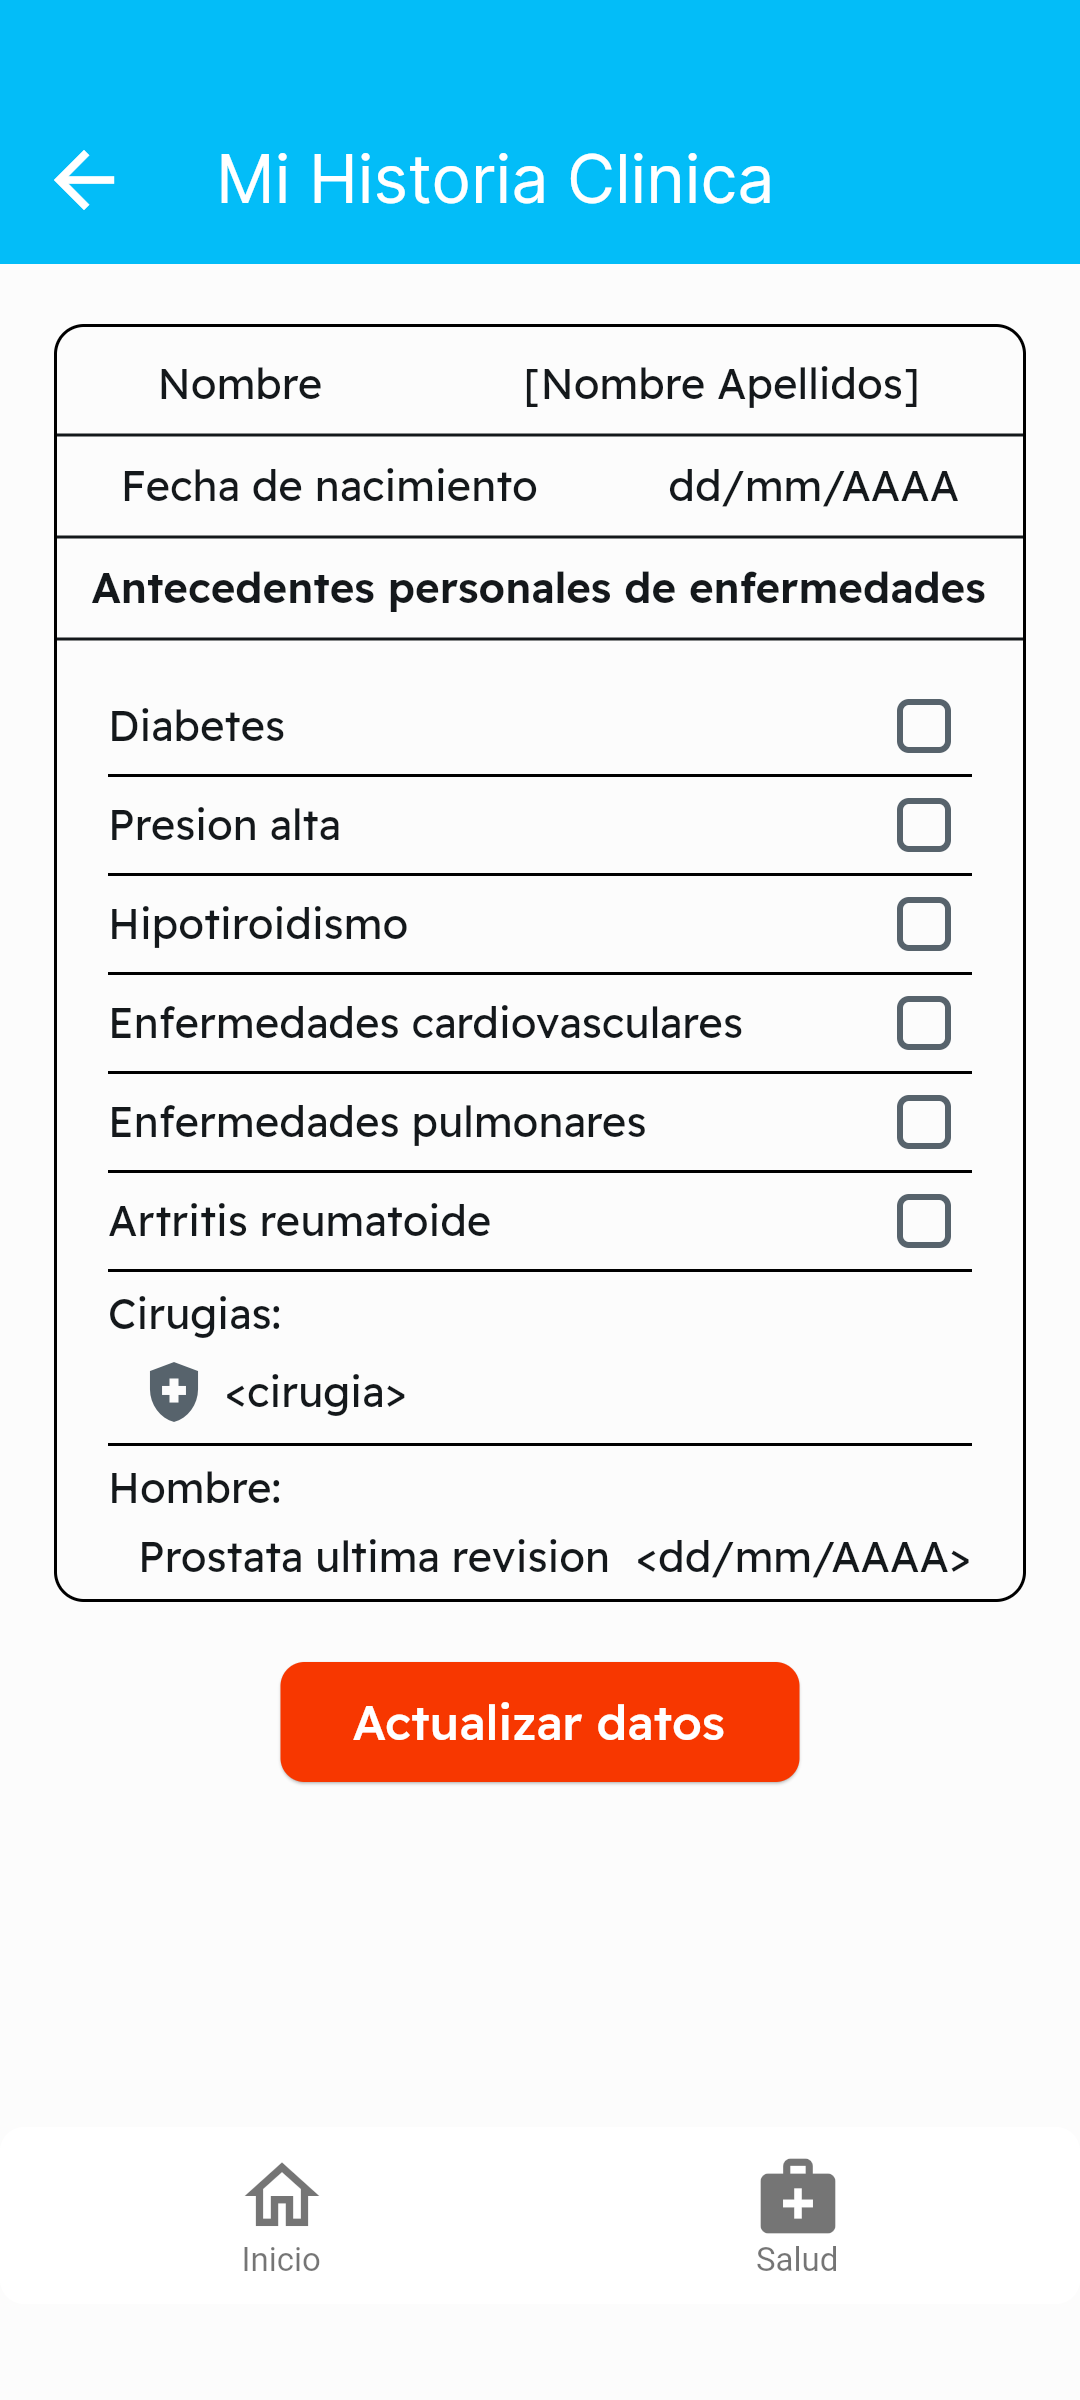 Mi Historia Clinica
Nombre [Nombre Apellidos]
Fecha de nacimiento dd/mm/AAAA
Antecedentes personales de enfermedades
Diabetes
Presion alta
Hipotiroidismo
Enfermedades cardiovasculares
Enfermedades pulmonares
Artritis reumatoide
Cirugias:
<cirugia>
Hombre:
Prostata ultima revision <dd/mm/AAAA>
Actualizar datos
Inicio Salud